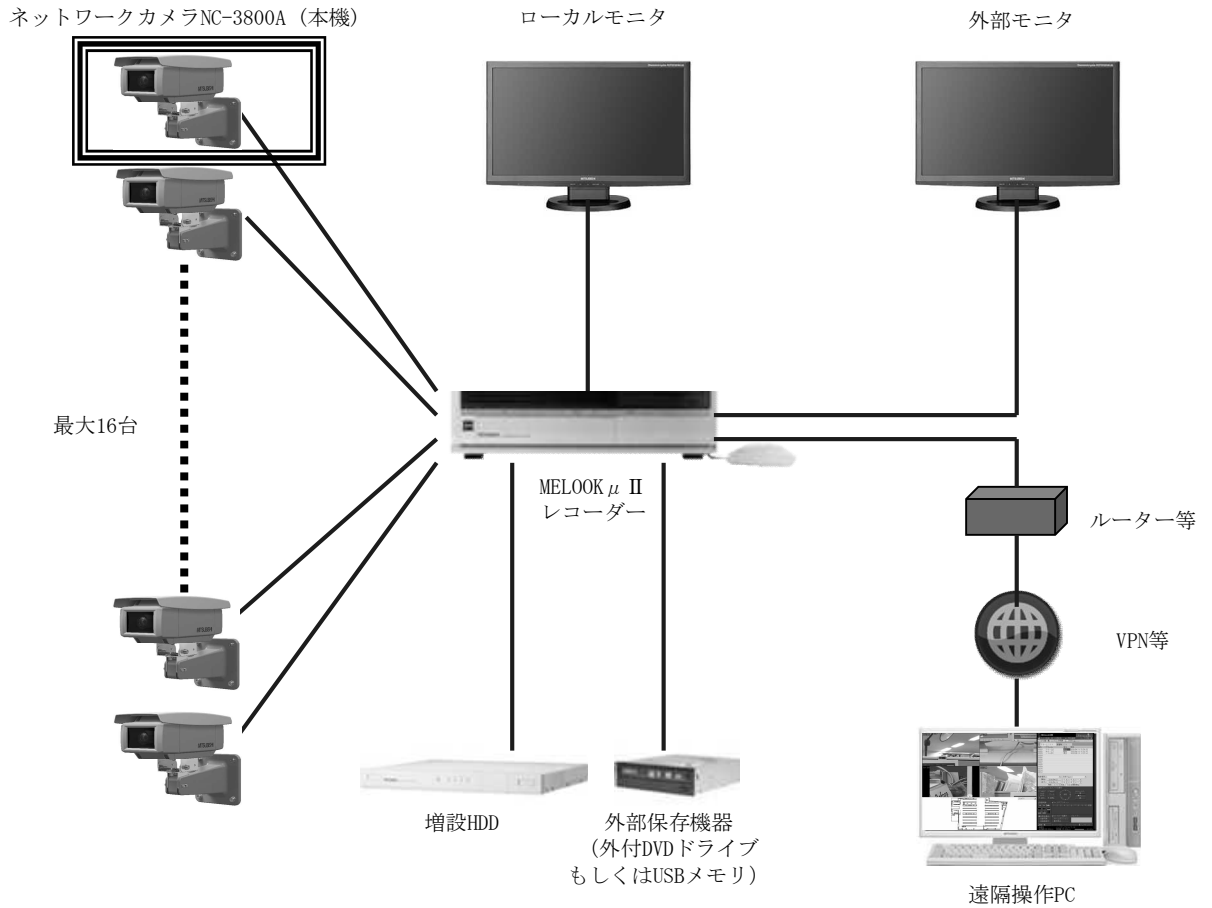 ネットワークカメラNC-3800A（本機）
ローカルモニタ
外部モニタ
最大16台
MELOOKμⅡ
レコーダー
ルーター等
VPN等
増設HDD
外部保存機器
（外付DVDドライブ
もしくはUSBメモリ）
遠隔操作PC